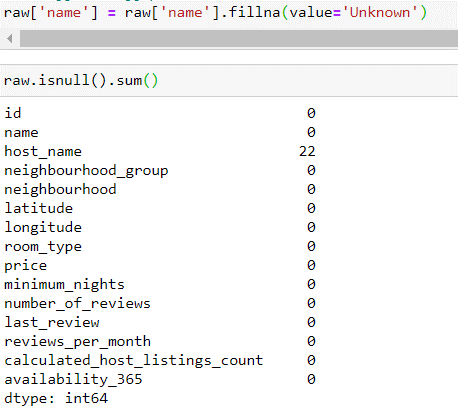 raw['name'] = raw['name'].fillna(value='Unknown')
raw.isnull().sum()
id 0
name 0
host_name 22
neighbourhood_group 0
neighbourhood 0
latitude 0
longitude 0
room_type 0
price 0
minimum_nights 0
number_of_reviews 0
last_review 0
reviews_per_month 0
calculated_host_listings_count 0
availability_365 0
dtype: int64